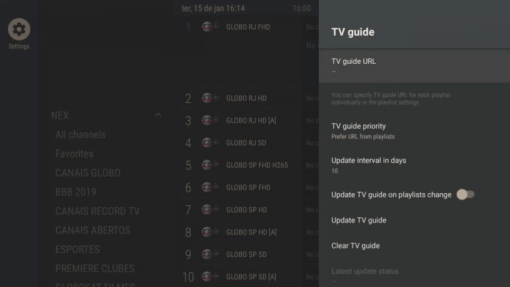 Settings
NEX
All channels
Favorites
CANAIS GLOBO
BBB 2019
CANAIS RECORD TV
CANAIS ABERTOS
ESPORTES
PREMIERE CLUBES
GLOBOSAT FILMES
ter, 15 de jan 16:14
16:00
1 GLOBO RJ FHD
2 GLOBO RJ HD
3 GLOBO RJ HD [A]
4 GLOBO RJ SD
5 GLOBO SP FHD H265
6 GLOBO SP FHD
7 GLOBO SP HD
8 GLOBO SP HD [A]
9 GLOBO SP SD
10 GLOBO SP SD [A]
TV guide
TV guide URL
–
You can specify TV guide URL for each playlist
individually in the playlist settings.
TV guide priority
Prefer URL from playlists
Update interval in days
10
Update TV guide on playlists change
Update TV guide
Clear TV guide
Latest update status
–